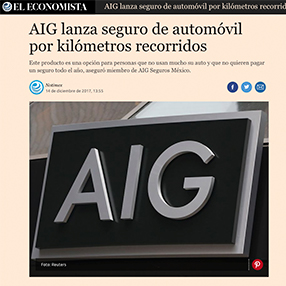 EL ECONOMISTA
AIG lanza seguro de automóvil por kilómetros recorridos
AIG lanza seguro de automóvil
por kilómetros recorridos
Este producto es una opción para personas que no usan mucho su auto y que no quieren pagar
un seguro todo el año, aseguró miembro de AIG Seguros México.
Notimex
14 de diciembre de 2017, 13:53
AIG
Foto: Reuters